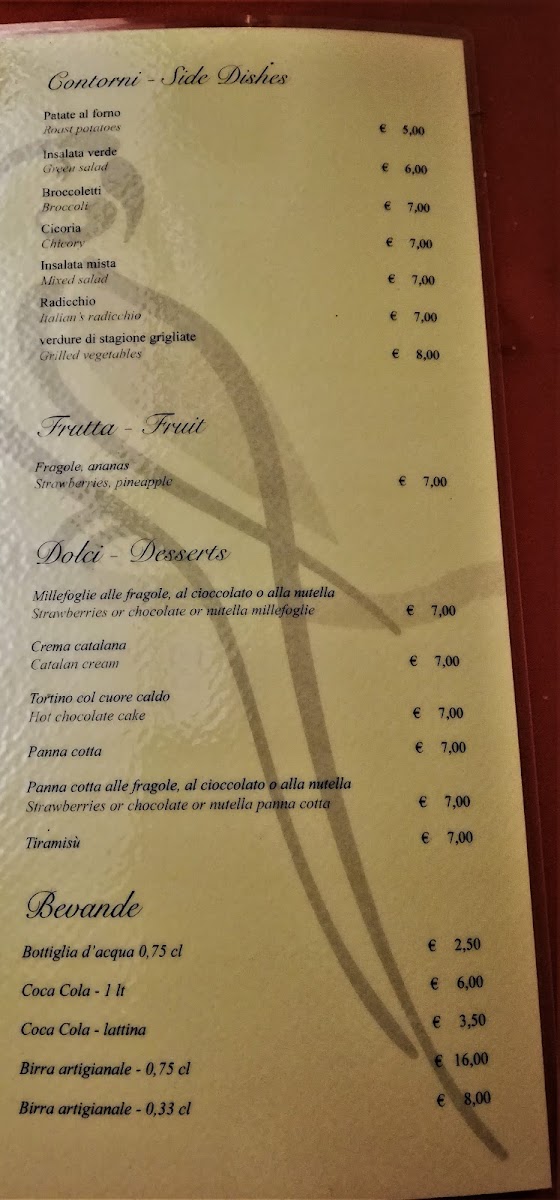 Contorni - Side Dishes
Patate al forno
Roast potatoes € 5,00
Insalata verde
Green salad € 6,00
Broccoletti
Broccoli € 7,00
Cicoria
Chicory € 7,00
Insalata mista
Mixed salad € 7,00
Radicchio
Italian's radicchio € 7,00
verdure di stagione grigliate
Grilled vegetables € 8,00
Frutta - Fruit
Fragole, ananas
Strawberries, pineapple € 7,00
Dolci - Desserts
Millefoglie alle fragole, al cioccolato o alla nutella
Strawberries or chocolate or nutella millefoglie € 7,00
Crema catalana
Catalan cream € 7,00
Tortino col cuore caldo
Hot chocolate cake € 7,00
Panna cotta € 7,00
Panna cotta alle fragole, al cioccolato o alla nutella
Strawberries or chocolate or nutella panna cotta € 7,00
Tiramisù € 7,00
Bevande
Bottiglia d'acqua 0,75 cl € 2,50
Coca Cola - 1 lt € 6,00
Coca Cola - lattina € 3,50
Birra artigianale - 0,75 cl € 16,00
Birra artigianale - 0,33 cl € 8,00